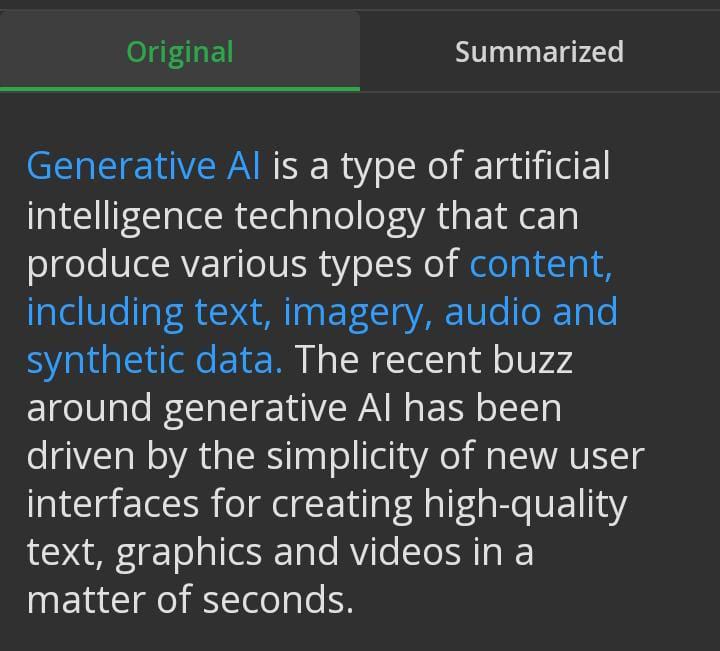 Original
Summarized
Generative AI is a type of artificial
intelligence technology that can
produce various types of content,
including text, imagery, audio and
synthetic data. The recent buzz
around generative AI has been
driven by the simplicity of new user
interfaces for creating high-quality
text, graphics and videos in a
matter of seconds.